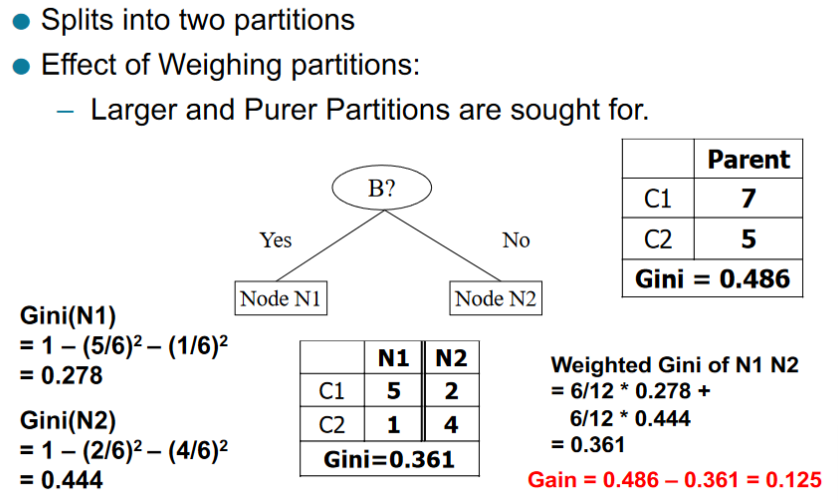 Splits into two partitions
Effect of Weighing partitions:
– Larger and Purer Partitions are sought for.
B?
Yes
No
Node N1
Node N2
Parent
C1 7
C2 5
Gini = 0.486
Gini(N1)
= 1 – (5/6)² – (1/6)²
= 0.278
Gini(N2)
= 1 – (2/6)² – (4/6)²
= 0.444
N1 N2
C1 5 2
C2 1 4
Gini=0.361
Weighted Gini of N1 N2
= 6/12 * 0.278 +
6/12 * 0.444
= 0.361
Gain = 0.486 – 0.361 = 0.125